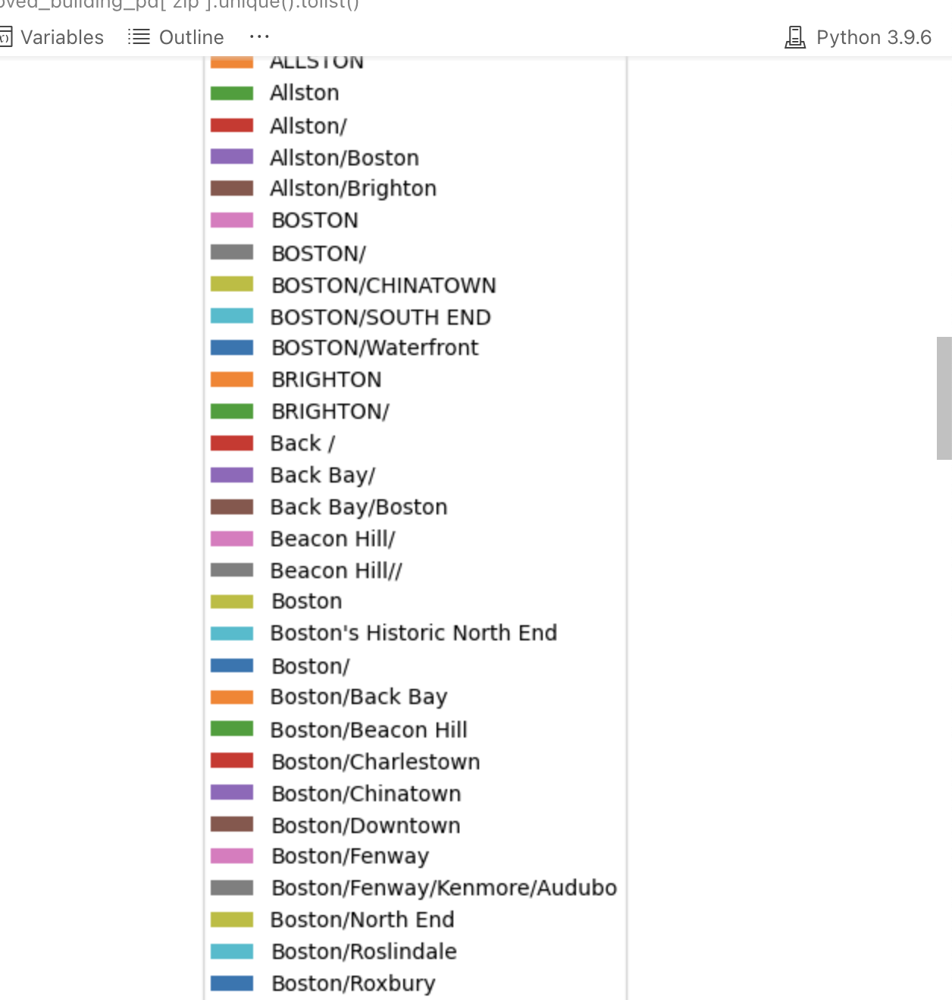 oved_building_pd[ zip ].unique().tolist()
Variables Outline ... Python 3.9.6
ALLSTON
Allston
Allston/
Allston/Boston
Allston/Brighton
BOSTON
BOSTON/
BOSTON/CHINATOWN
BOSTON/SOUTH END
BOSTON/Waterfront
BRIGHTON
BRIGHTON/
Back /
Back Bay/
Back Bay/Boston
Beacon Hill/
Beacon Hill//
Boston
Boston's Historic North End
Boston/
Boston/Back Bay
Boston/Beacon Hill
Boston/Charlestown
Boston/Chinatown
Boston/Downtown
Boston/Fenway
Boston/Fenway/Kenmore/Audubo
Boston/North End
Boston/Roslindale
Boston/Roxbury